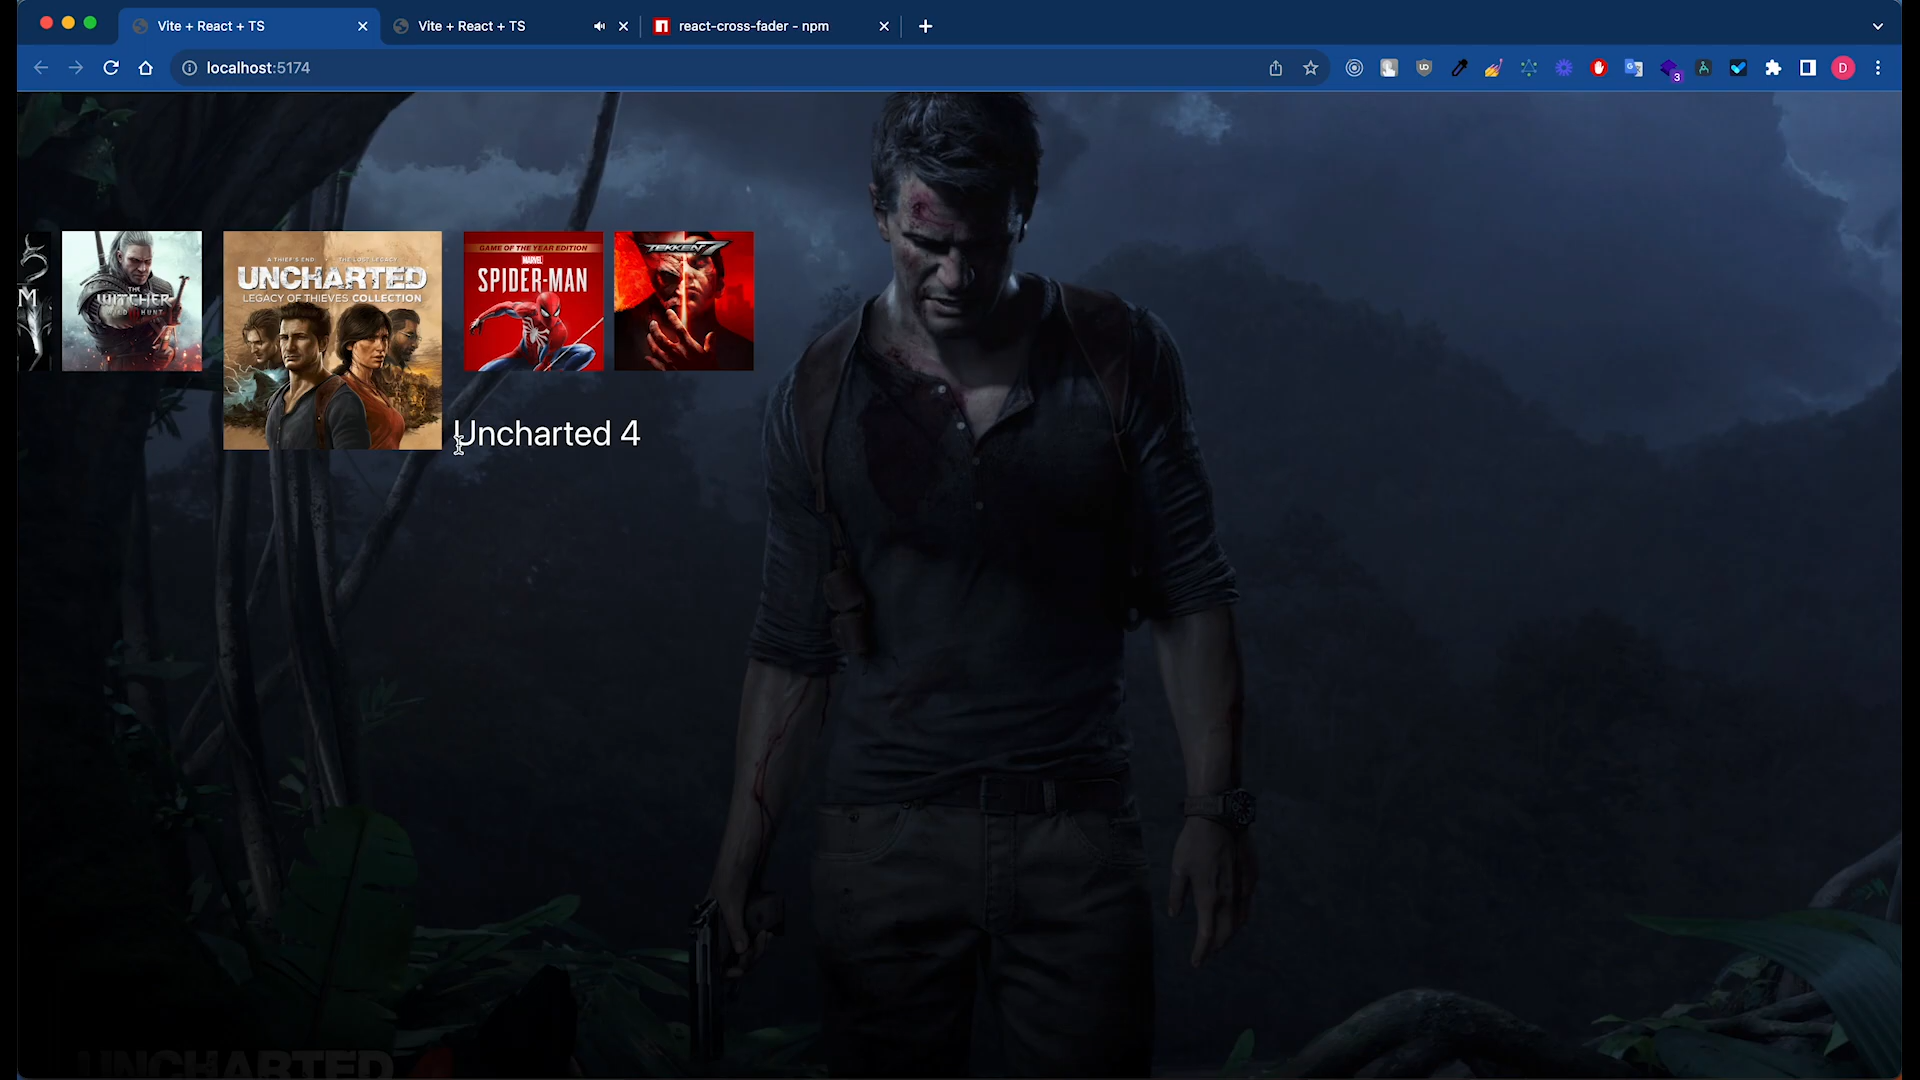 Vite + React + TS
Vite + React + TS
react-cross-fader - npm
localhost:5174
3
D
M
THE
WITCHER
WILD HUNT
A THIEF'S END THE LOST LEGACY
UNCHARTED
LEGACY OF THIEVES COLLECTION
GAME OF THE YEAR EDITION
MARVEL
SPIDER-MAN
TEKKEN 7
Uncharted 4
UNCHARTED